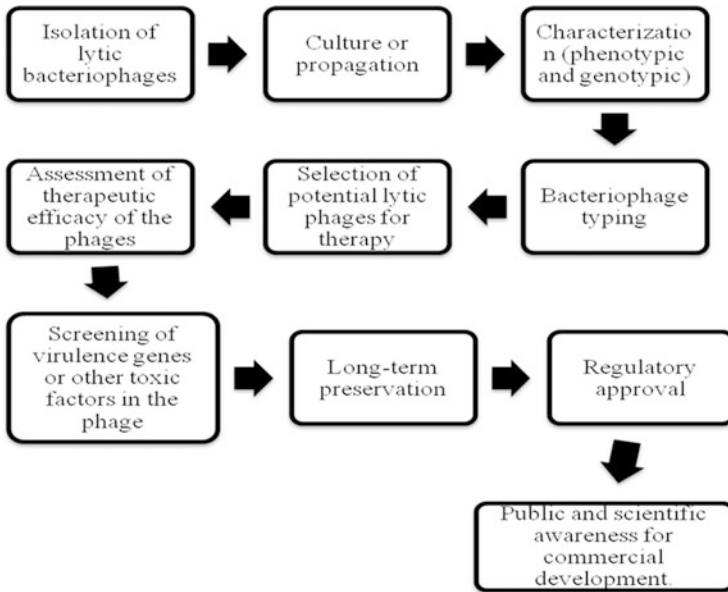 Isolation of
lytic
bacteriophages
Culture or
propagation
Characterizatio
n (phenotypic
and genotypic)
Bacteriophage
typing
Selection of
potential lytic
phages for
therapy
Assessment of
therapeutic
efficacy of the
phages
Screening of
virulence genes
or other toxic
factors in the
phage
Long-term
preservation
Regulatory
approval
Public and scientific
awareness for
commercial
development.